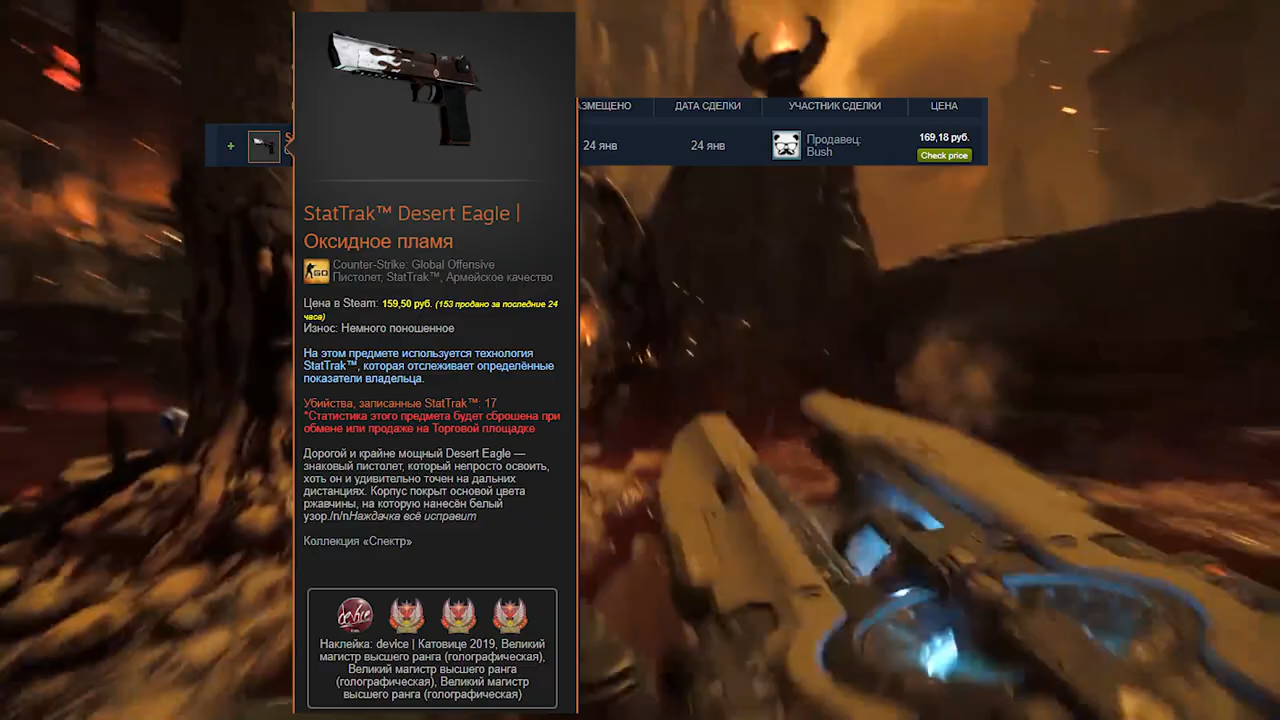 АЗМЕЩЕНО ДАТА СДЕЛКИ УЧАСТНИК СДЕЛКИ ЦЕНА
+ 24 янв 24 янв Продавец: Bush 169,18 руб. Check price
StatTrak™ Desert Eagle |
Оксидное пламя
GO
Counter-Strike: Global Offensive
Пистолет, StatTrak™, Армейское качество
Цена в Steam: 159,50 руб. (153 продано за последние 24
часа)
Износ: Немного поношенное
На этом предмете используется технология
StatTrak™, которая отслеживает определённые
показатели владельца.
Убийства, записанные StatTrak™: 17
*Статистика этого предмета будет сброшена при
обмене или продаже на Торговой площадке
Дорогой и крайне мощный Desert Eagle —
знаковый пистолет, который непросто освоить,
хоть он и удивительно точен на дальних
дистанциях. Корпус покрыт основой цвета
ржавчины, на которую нанесён белый
узор./n/nНаждачка всё исправит
Коллекция «Спектр»
device
Наклейка: device | Катовице 2019, Великий
магистр высшего ранга (голографическая),
Великий магистр высшего ранга
(голографическая), Великий магистр
высшего ранга (голографическая)